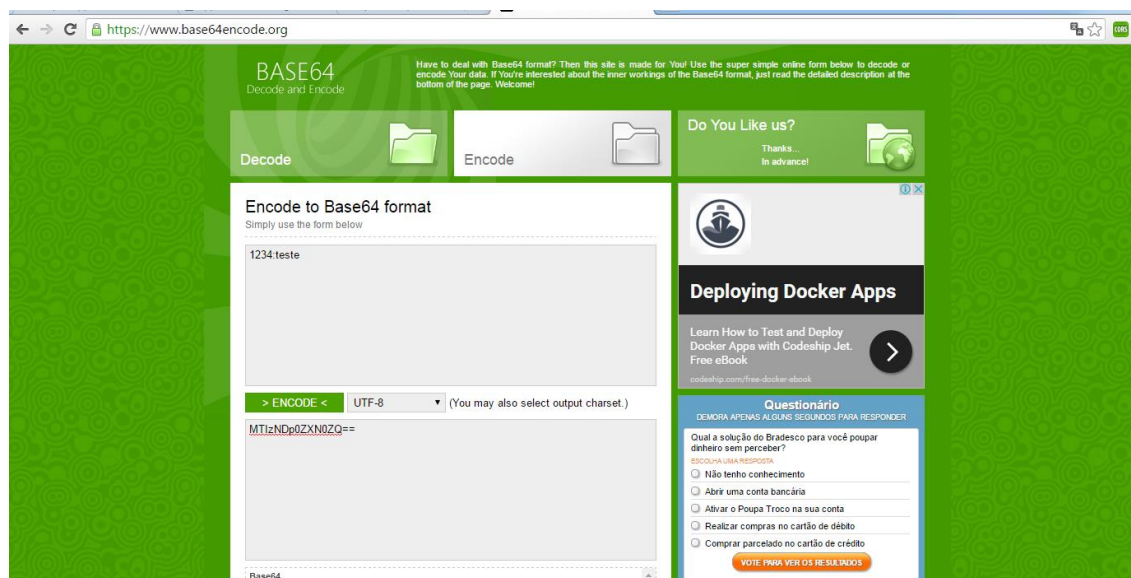 https://www.base64encode.org
CORS
BASE64
Decode and Encode
Have to deal with Base64 format? Then this site is made for You! Use the super simple online form below to decode or
encode Your data. If You're interested about the inner workings of the Base64 format, just read the detailed description at the
bottom of the page. Welcome!
Decode
Encode
Do You Like us?
Thanks...
In advance!
Encode to Base64 format
Simply use the form below
1234:teste
> ENCODE <
UTF-8
(You may also select output charset.)
MTIzNDp0ZXN0ZQ==
Base64
Deploying Docker Apps
Learn How to Test and Deploy
Docker Apps with Codeship Jet.
Free eBook
codeship.com/free-docker-ebook
Questionário
DEMORA APENAS ALGUNS SEGUNDOS PARA RESPONDER
Qual a solução do Bradesco para você poupar
dinheiro sem perceber?
ESCOLHA UMA RESPOSTA
Não tenho conhecimento
Abrir uma conta bancária
Ativar o Poupa Troco na sua conta
Realizar compras no cartão de débito
Comprar parcelado no cartão de crédito
VOTE PARA VER OS RESULTADOS